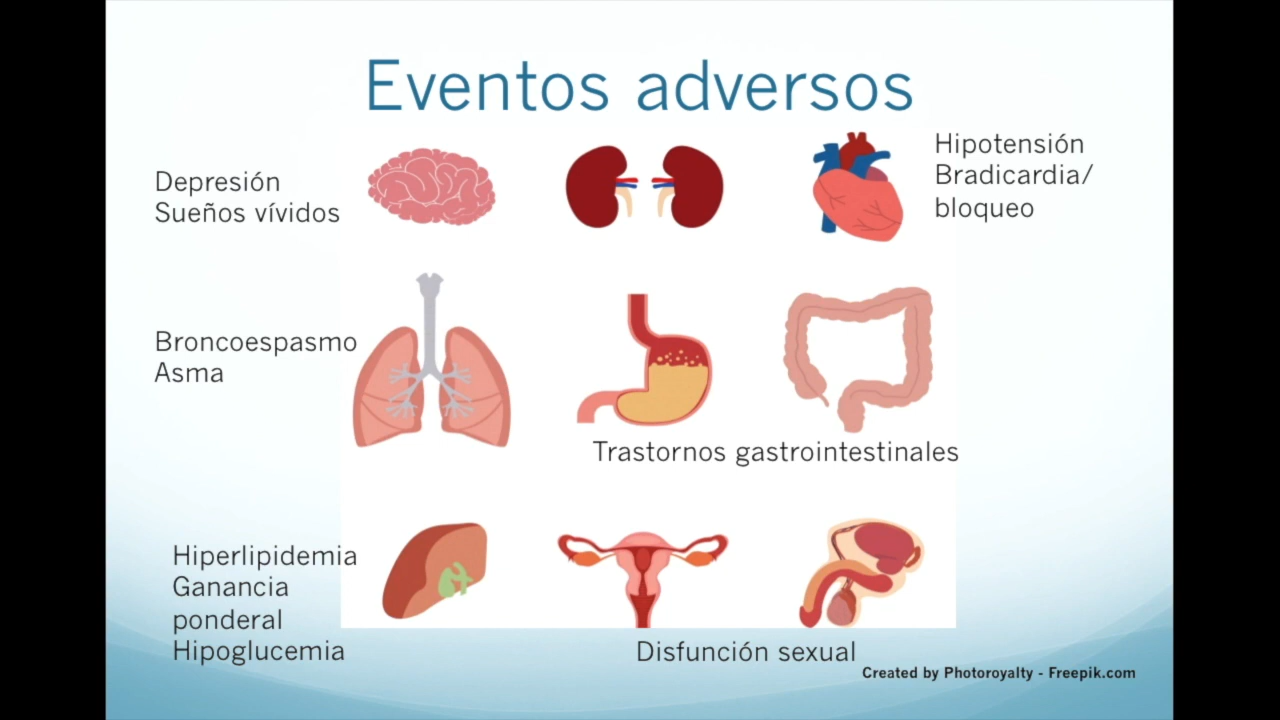 Eventos adversos
Depresión
Sueños vívidos
Hipotensión
Bradicardia/
bloqueo
Broncoespasmo
Asma
Trastornos gastrointestinales
Hiperlipidemia
Ganancia
ponderal
Hipoglucemia
Disfunción sexual
Created by Photoroyalty - Freepik.com